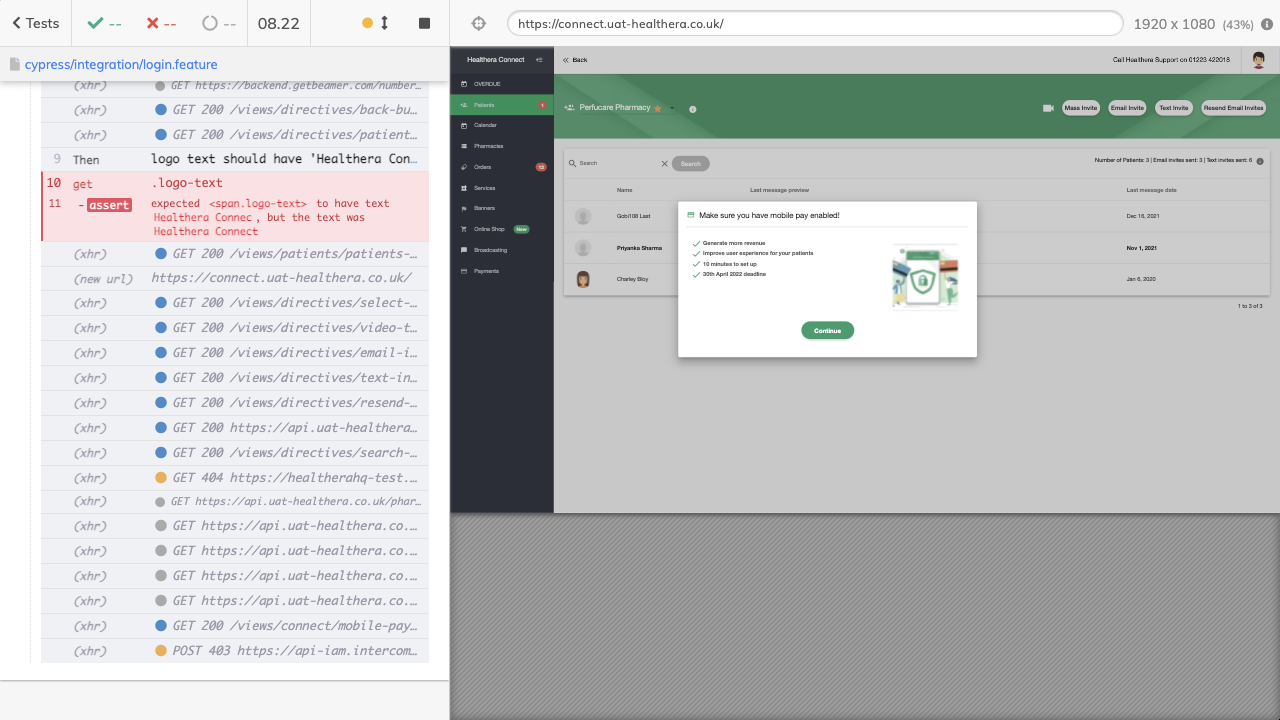 Tests
--
--
--
08.22
https://connect.uat-healthera.co.uk/
1920 x 1080 (43%)
cypress/integration/login.feature
(xhr) GET https://backend.getbeamer.com/number…
(xhr) GET 200 /views/directives/back-bu…
(xhr) GET 200 /views/directives/patient…
9 Then logo text should have 'Healthera Con…
10 get .logo-text
11 - assert expected <span.logo-text> to have text
Healthera Connec, but the text was
Healthera Connect
(xhr) GET 200 /views/patients/patients-…
(new url) https://connect.uat-healthera.co.uk/
(xhr) GET 200 /views/directives/select-…
(xhr) GET 200 /views/directives/video-t…
(xhr) GET 200 /views/directives/email-i…
(xhr) GET 200 /views/directives/text-in…
(xhr) GET 200 /views/directives/resend-…
(xhr) GET 200 https://api.uat-healthera…
(xhr) GET 200 /views/directives/search-…
(xhr) GET 404 https://healtherahq-test.…
(xhr) GET https://api.uat-healthera.co.uk/phar…
(xhr) GET https://api.uat-healthera.co.…
(xhr) GET https://api.uat-healthera.co.…
(xhr) GET https://api.uat-healthera.co.…
(xhr) GET https://api.uat-healthera.co.…
(xhr) GET 200 /views/connect/mobile-pay…
(xhr) POST 403 https://api-iam.intercom…
Healthera Connect
OVERDUE
Patients 1
Calendar
Pharmacies
Orders
Services
Banners
Online Shop New
Broadcasting
Payments
Back
Call Healthera Support on 01223 422018
Perfucare Pharmacy
Mass Invite
Email Invite
Text Invite
Resend Email Invites
Search
Search
Number of Patients: 3 | Email invites sent: 3 | Text invites sent: 6
Name
Last message preview
Last message date
Gobi108 Last
Dec 16, 2021
Priyanka Sharma
Nov 1, 2021
Charley Bloy
Jan 6, 2020
1 to 3 of 3
Make sure you have mobile pay enabled!
Generate more revenue
Improve user experience for your patients
10 minutes to set up
30th April 2022 deadline
Continue